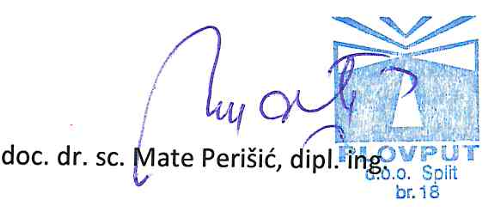 doc. dr. sc. Mate Perišić, dipl. ing.
PLOVPUT
d.o.o. Split
br. 18